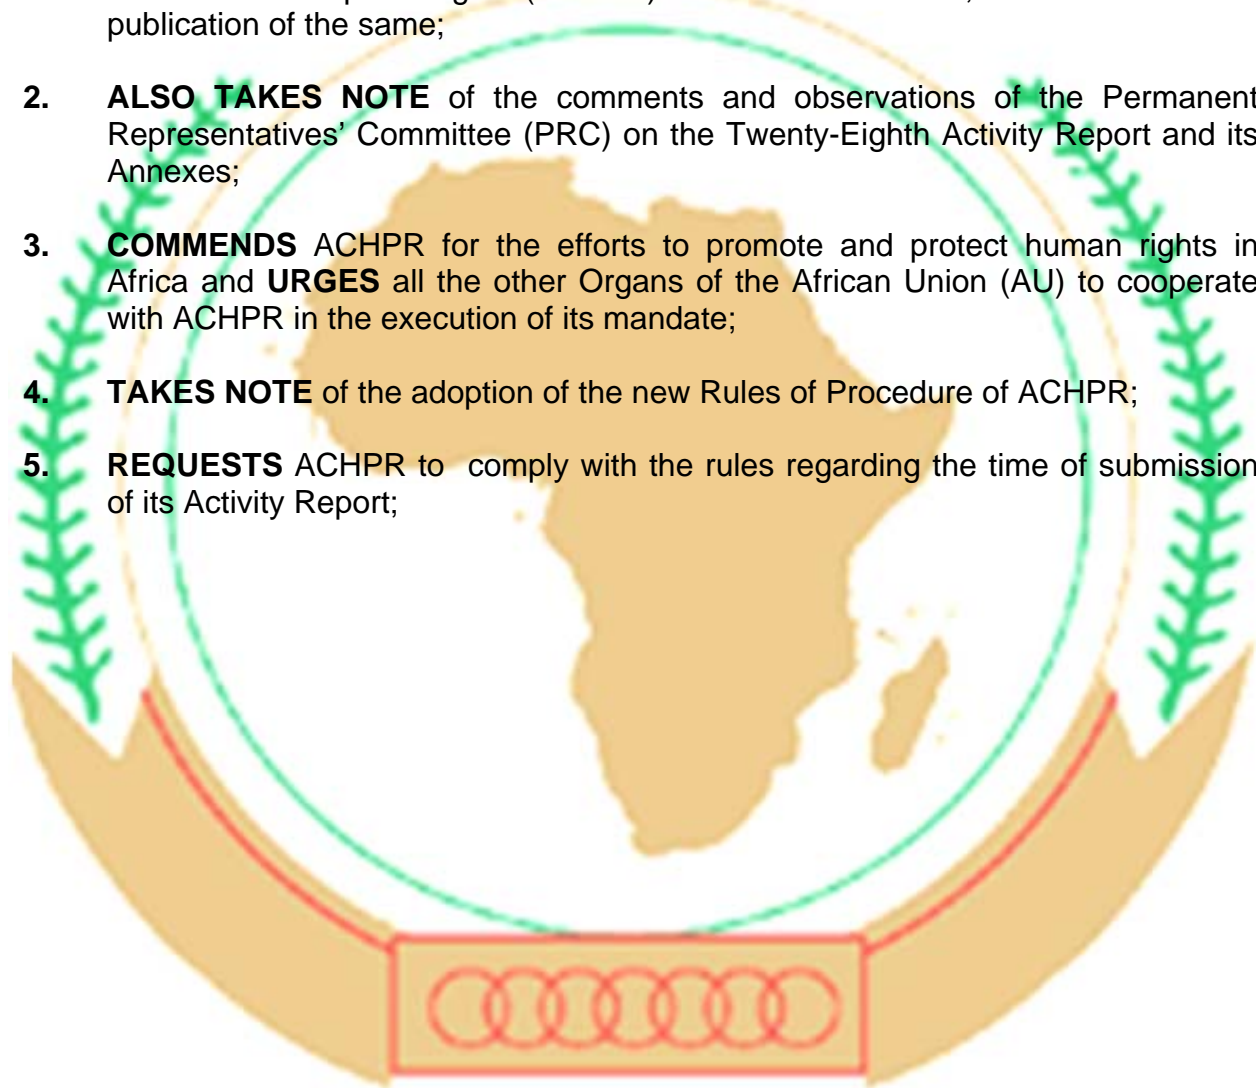 publication of the same;
2. ALSO TAKES NOTE of the comments and observations of the Permanent
Representatives’ Committee (PRC) on the Twenty-Eighth Activity Report and its
Annexes;
3. COMMENDS ACHPR for the efforts to promote and protect human rights in
Africa and URGES all the other Organs of the African Union (AU) to cooperate
with ACHPR in the execution of its mandate;
4. TAKES NOTE of the adoption of the new Rules of Procedure of ACHPR;
5. REQUESTS ACHPR to comply with the rules regarding the time of submission
of its Activity Report;